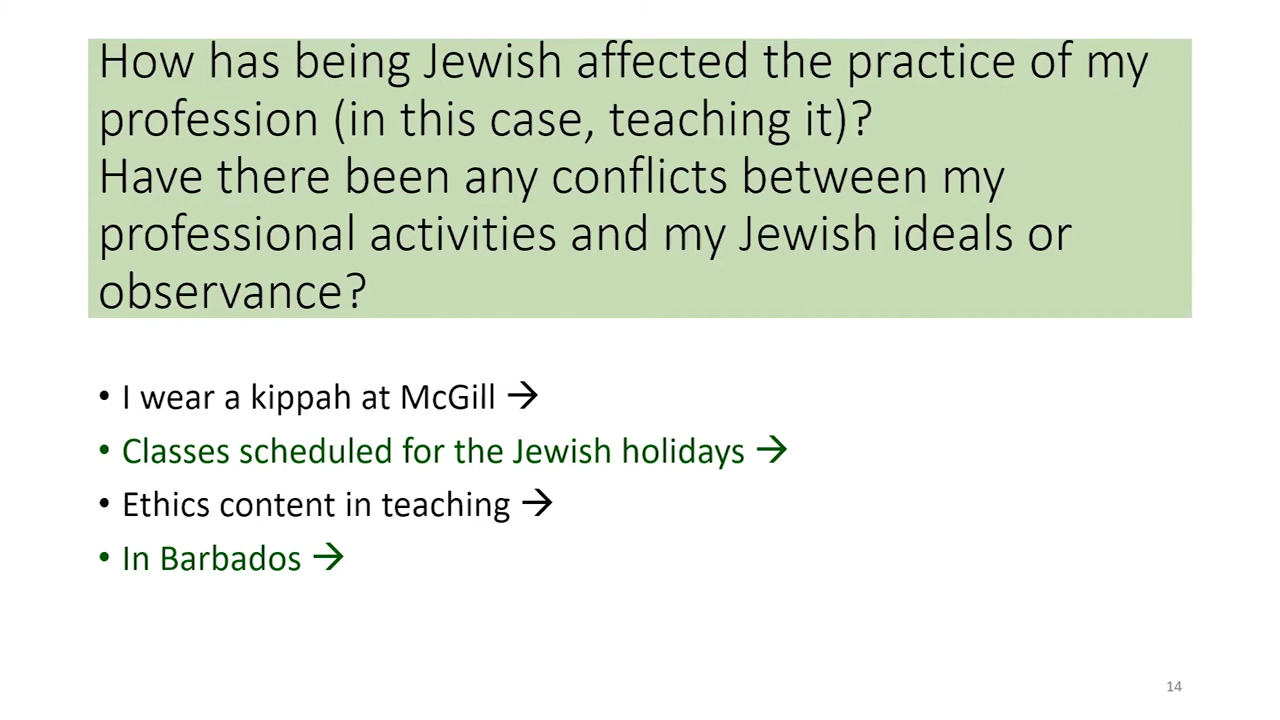 How has being Jewish affected the practice of my
profession (in this case, teaching it)?
Have there been any conflicts between my
professional activities and my Jewish ideals or
observance?
• I wear a kippah at McGill →
• Classes scheduled for the Jewish holidays →
• Ethics content in teaching →
• In Barbados →
14